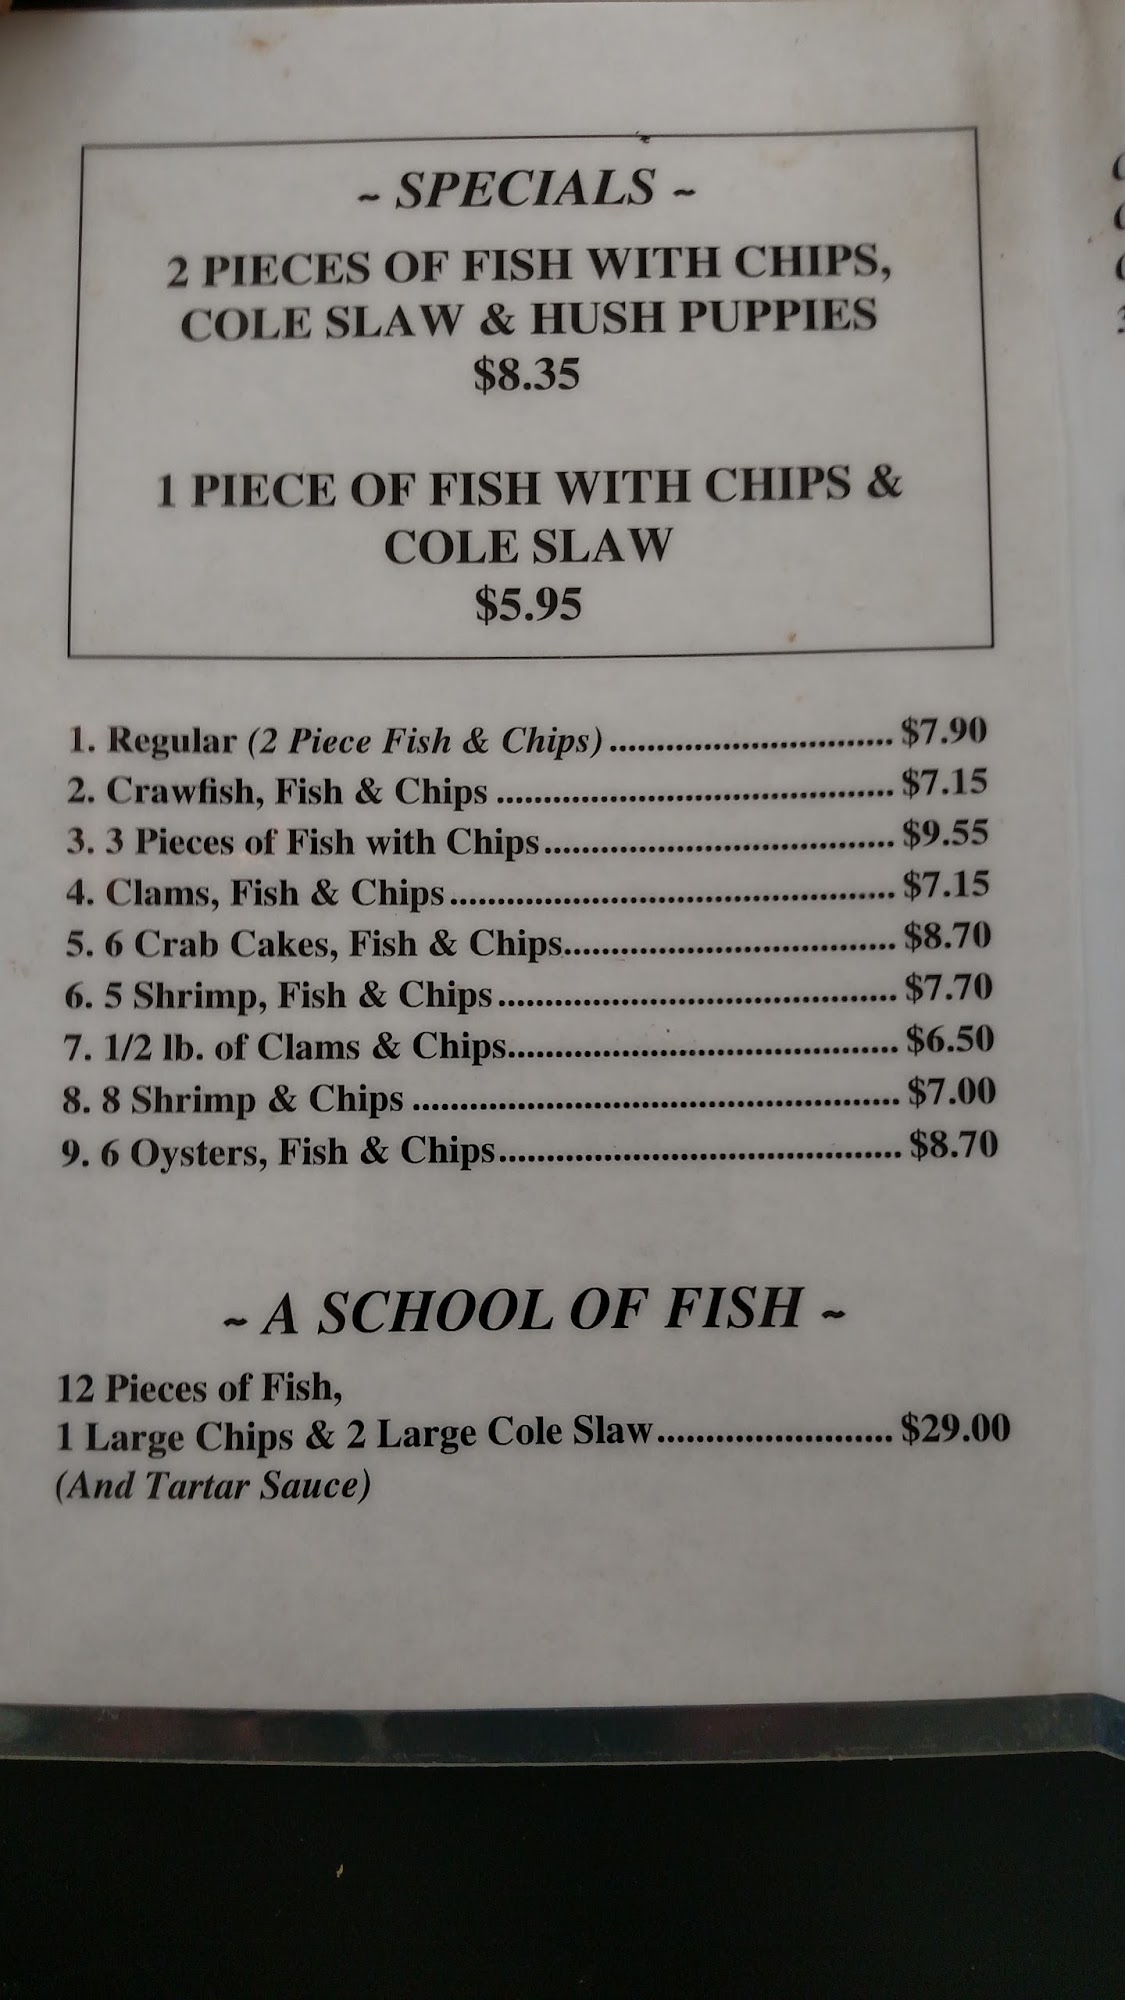 ~ SPECIALS ~
2 PIECES OF FISH WITH CHIPS,
COLE SLAW & HUSH PUPPIES
$8.35
1 PIECE OF FISH WITH CHIPS &
COLE SLAW
$5.95
1. Regular (2 Piece Fish & Chips).............................. $7.90
2. Crawfish, Fish & Chips .......................................... $7.15
3. 3 Pieces of Fish with Chips..................................... $9.55
4. Clams, Fish & Chips............................................... $7.15
5. 6 Crab Cakes, Fish & Chips................................... $8.70
6. 5 Shrimp, Fish & Chips.......................................... $7.70
7. 1/2 lb. of Clams & Chips......................................... $6.50
8. 8 Shrimp & Chips ................................................... $7.00
9. 6 Oysters, Fish & Chips.......................................... $8.70
~ A SCHOOL OF FISH ~
12 Pieces of Fish,
1 Large Chips & 2 Large Cole Slaw......................... $29.00
(And Tartar Sauce)